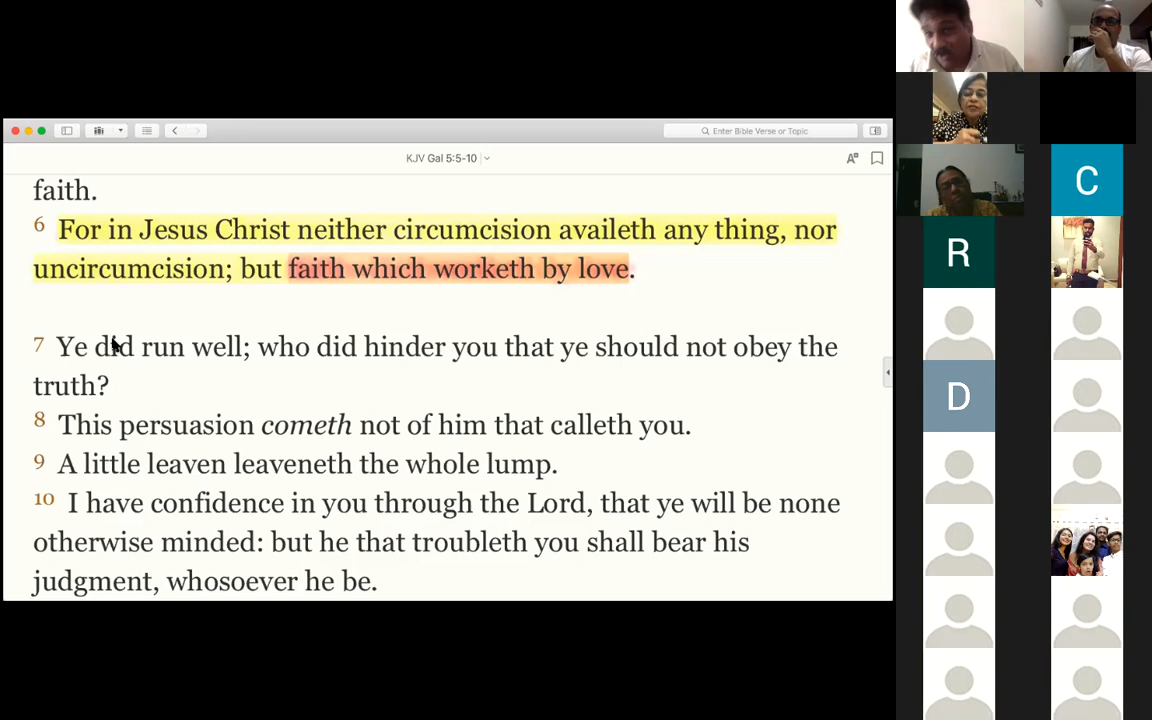 Enter Bible Verse or Topic
KJV Gal 5:5-10
faith.
6 For in Jesus Christ neither circumcision availeth any thing, nor
uncircumcision; but faith which worketh by love.
7 Ye did run well; who did hinder you that ye should not obey the
truth?
8 This persuasion cometh not of him that calleth you.
9 A little leaven leaveneth the whole lump.
10 I have confidence in you through the Lord, that ye will be none
otherwise minded: but he that troubleth you shall bear his
judgment, whosoever he be.
C
R
D